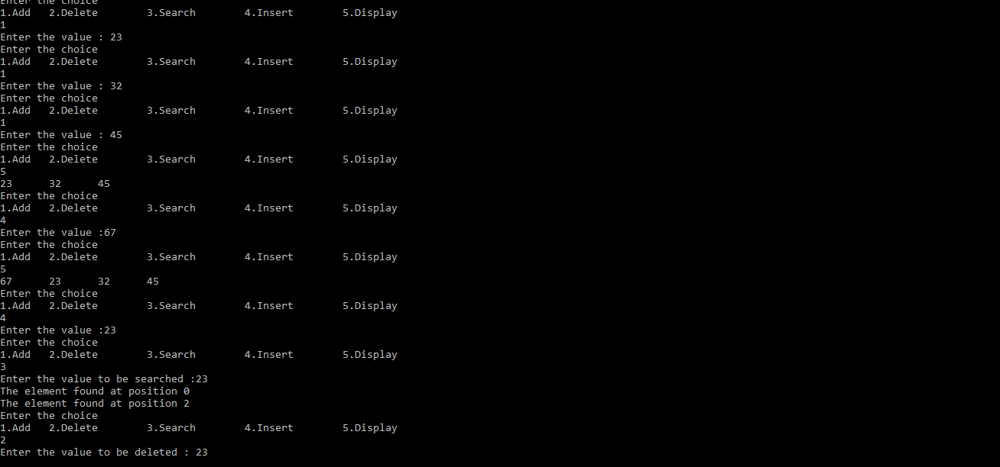 Enter the choice
1.Add   2.Delete        3.Search        4.Insert        5.Display
1
Enter the value : 23
Enter the choice
1.Add   2.Delete        3.Search        4.Insert        5.Display
1
Enter the value : 32
Enter the choice
1.Add   2.Delete        3.Search        4.Insert        5.Display
1
Enter the value : 45
Enter the choice
1.Add   2.Delete        3.Search        4.Insert        5.Display
5
23      32      45
Enter the choice
1.Add   2.Delete        3.Search        4.Insert        5.Display
4
Enter the value :67
Enter the choice
1.Add   2.Delete        3.Search        4.Insert        5.Display
5
67      23      32      45
Enter the choice
1.Add   2.Delete        3.Search        4.Insert        5.Display
4
Enter the value :23
Enter the choice
1.Add   2.Delete        3.Search        4.Insert        5.Display
3
Enter the value to be searched :23
The element found at position 0
The element found at position 2
Enter the choice
1.Add   2.Delete        3.Search        4.Insert        5.Display
2
Enter the value to be deleted : 23